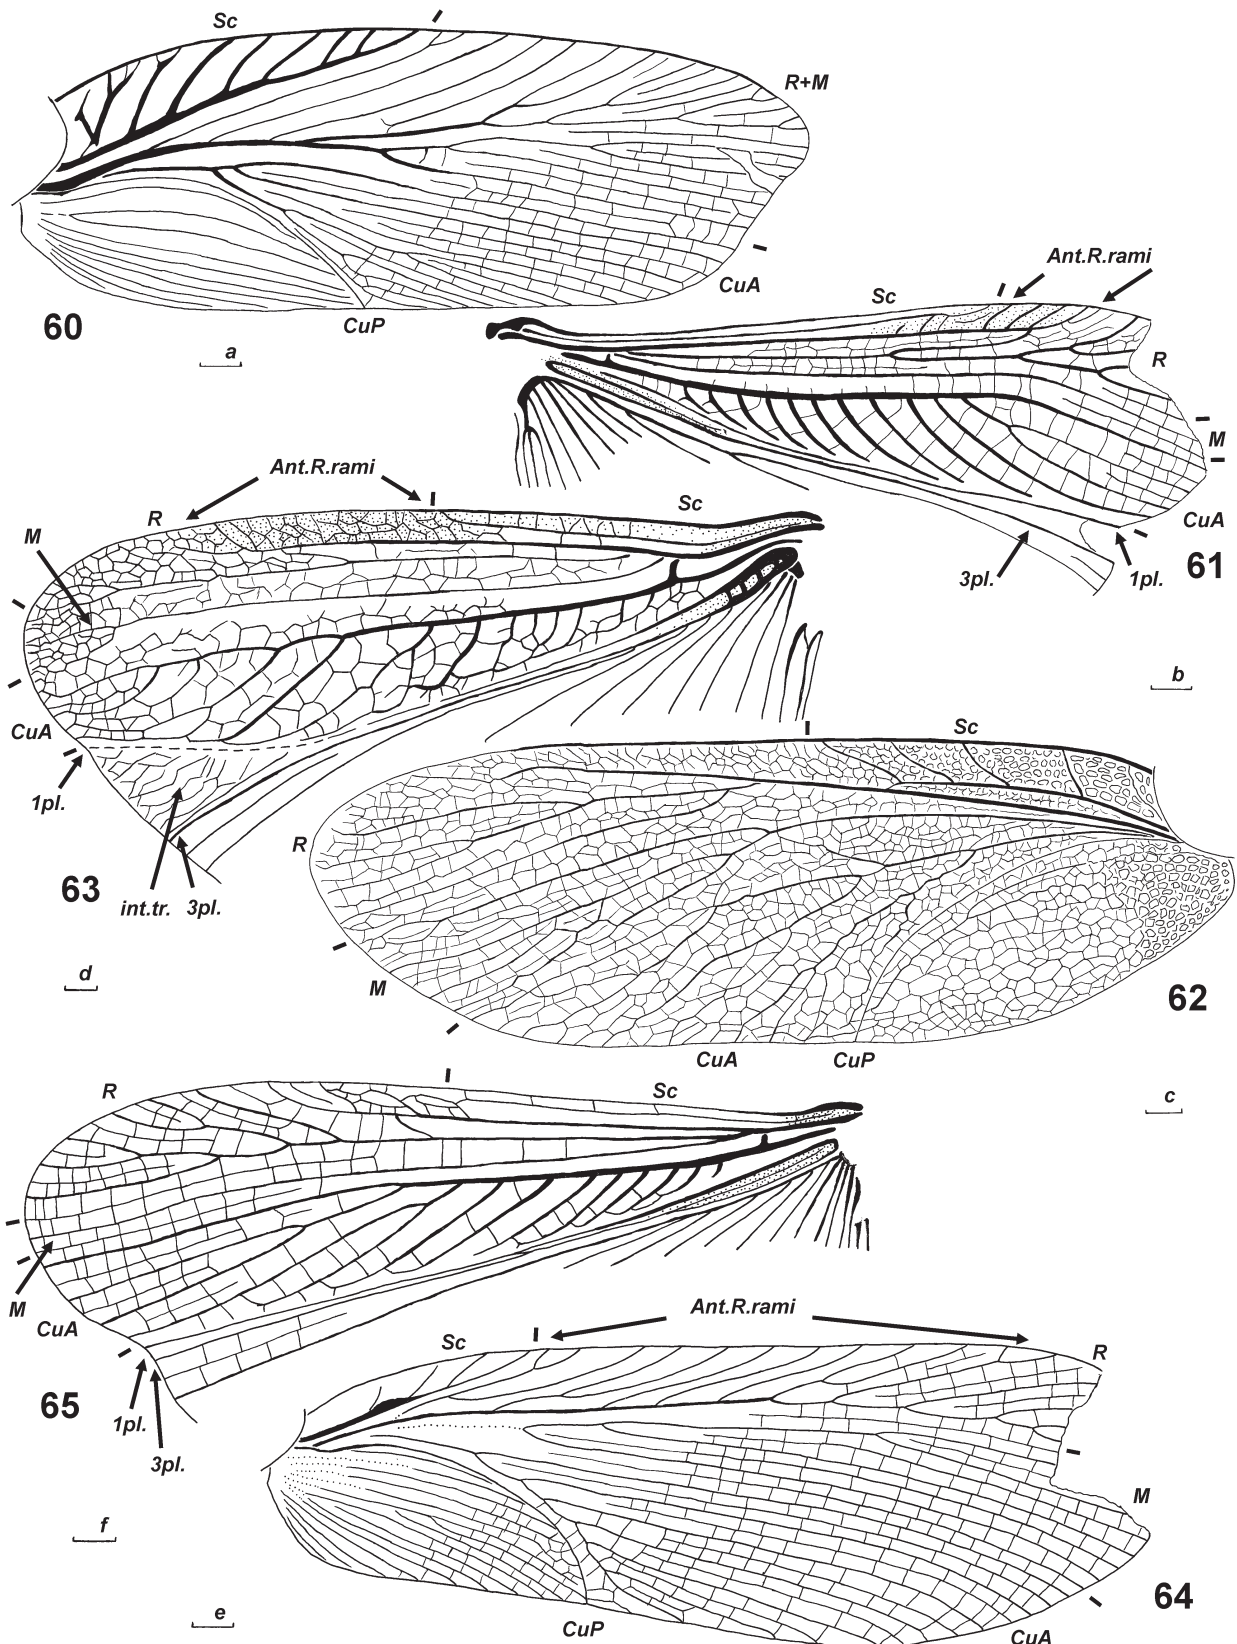 Sc
R+M
CuA
CuP
60
a
Ant.R.rami
Sc
R
M
CuA
1pl.
3pl.
61
b
Ant.R.rami
Sc
R
M
CuA
1pl.
63
int.tr. 3pl.
d
Sc
R
M
CuA
CuP
62
c
R
Sc
M
CuA
65
1pl.
3pl.
f
Ant.R.rami
Sc
R
M
64
CuP
CuA
e